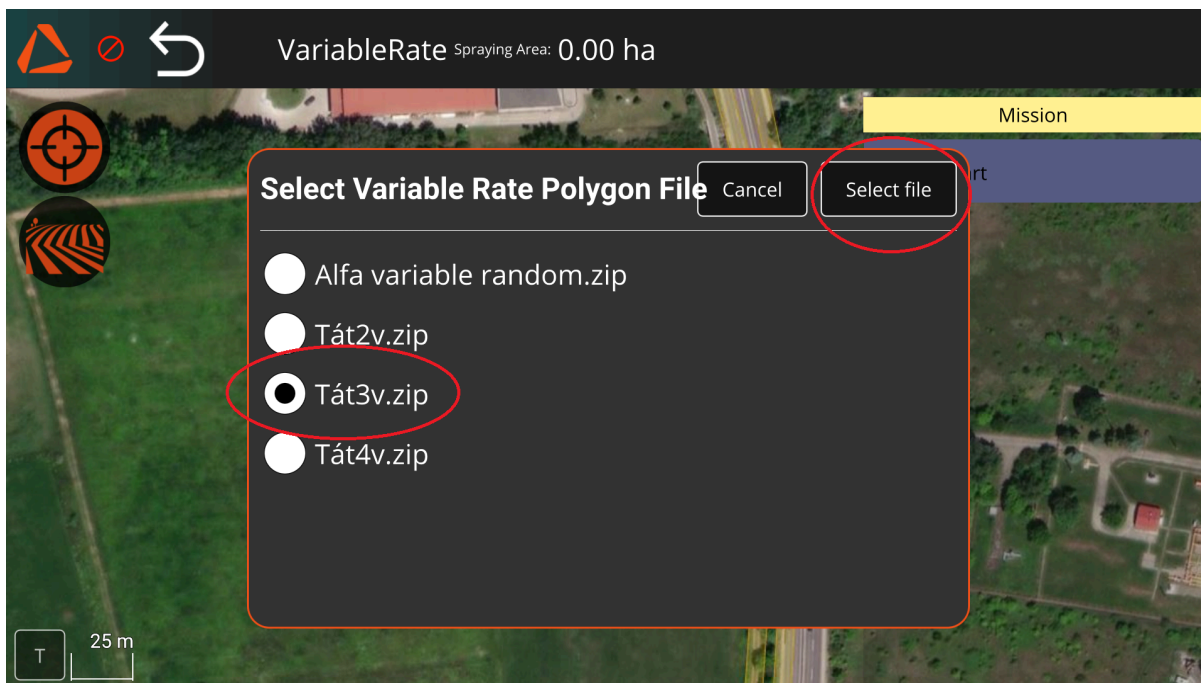 VariableRate Spraying Area: 0.00 ha
Mission
Select Variable Rate Polygon File
Cancel
Select file
rt
Alfa variable random.zip
Tát2v.zip
Tát3v.zip
Tát4v.zip
T
25 m